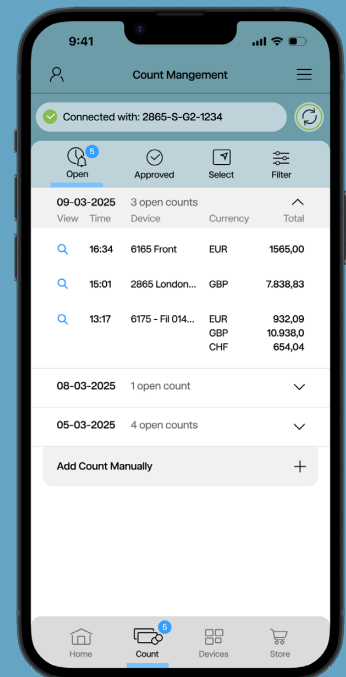 9:41
Count Mangement
Connected with: 2865-S-G2-1234
5
Open Approved Select Filter
09-03-2025 3 open counts
View Time Device Currency Total
16:34 6165 Front EUR 1565,00
15:01 2865 London... GBP 7.838,83
13:17 6175 - Fil 014... EUR 932,09
GBP 10.938,0
CHF 654,04
08-03-2025 1 open count
05-03-2025 4 open counts
Add Count Manually
5
Home Count Devices Store